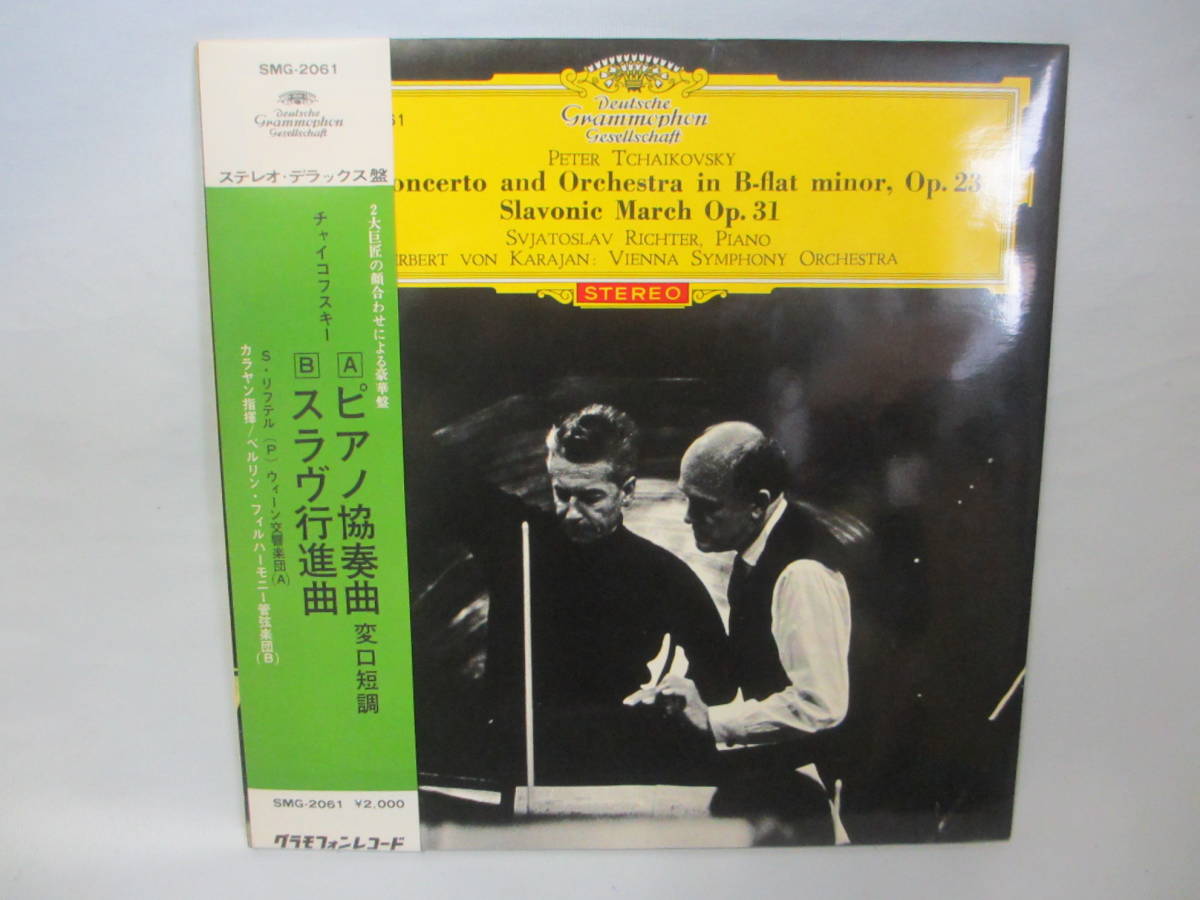 SMG-2061
Deutsche
Grammophon
Gesellschaft
ステレオ・デラックス盤
2大巨匠の顔合わせによる豪華盤
チャイコフスキー
A ピアノ協奏曲 変ロ短調
B スラヴ行進曲
S・リフテル(P) ウィーン交響楽団(A)
カラヤン指揮/ベルリン・フィルハーモニー管弦楽団(B)
SMG-2061 ¥2,000
グラモフォンレコード
61
Deutsche
Grammophon
Gesellschaft
PETER TCHAIKOVSKY
oncerto and Orchestra in B-flat minor, Op. 23
Slavonic March Op. 31
SVJATOSLAV RICHTER, PIANO
RBERT VON KARAJAN: VIENNA SYMPHONY ORCHESTRA
STEREO